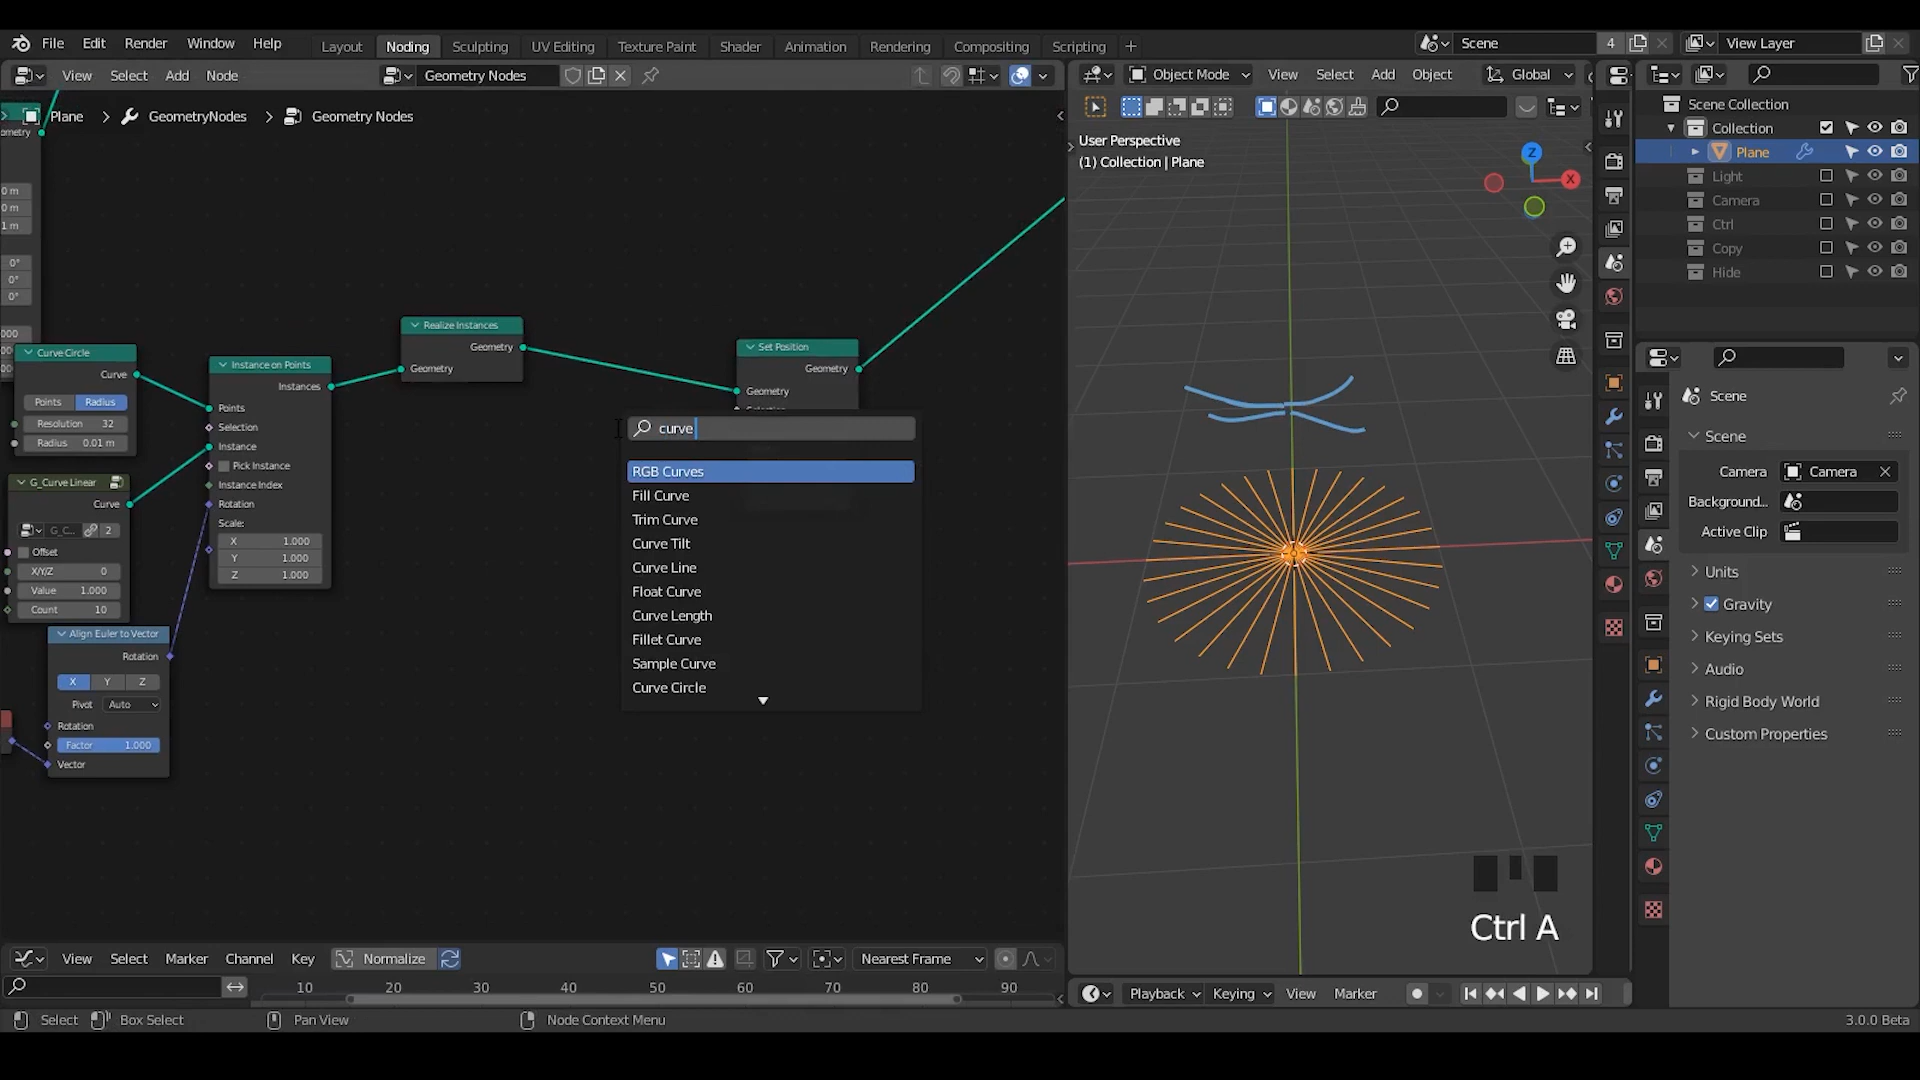 File Edit Render Window Help
Layout Noding Sculpting UV Editing Texture Paint Shader Animation Rendering Compositing Scripting +
Scene 4 View Layer
View Select Add Node Geometry Nodes
Object Mode View Select Add Object Global
Plane > GeometryNodes > Geometry Nodes
User Perspective
(1) Collection | Plane
Z
X
Scene Collection
Collection
Plane
Light
Camera
Ctrl
Copy
Hide
0 m
0 m
1 m
0°
0°
0°
Curve Circle
Curve
Points Radius
Resolution 32
Radius 0.01 m
G_Curve Linear
Curve
G_C... 2
Offset
X/Y/Z 0
Value 1.000
Count 10
Align Euler to Vector
Rotation
X Y Z
Pivot Auto
Rotation
Factor 1.000
Vector
Instance on Points
Instances
Points
Selection
Instance
Pick Instance
Instance Index
Rotation
Scale:
X 1.000
Y 1.000
Z 1.000
Realize Instances
Geometry
Geometry
Set Position
Geometry
Geometry
curve
RGB Curves
Fill Curve
Trim Curve
Curve Tilt
Curve Line
Float Curve
Curve Length
Fillet Curve
Sample Curve
Curve Circle
Ctrl A
Scene
Scene
Camera Camera
Background...
Active Clip
Units
Gravity
Keying Sets
Audio
Rigid Body World
Custom Properties
View Select Marker Channel Key Normalize Nearest Frame
10 20 30 40 50 60 70 80 90
Playback Keying View Marker
Select Box Select Pan View Node Context Menu 3.0.0 Beta